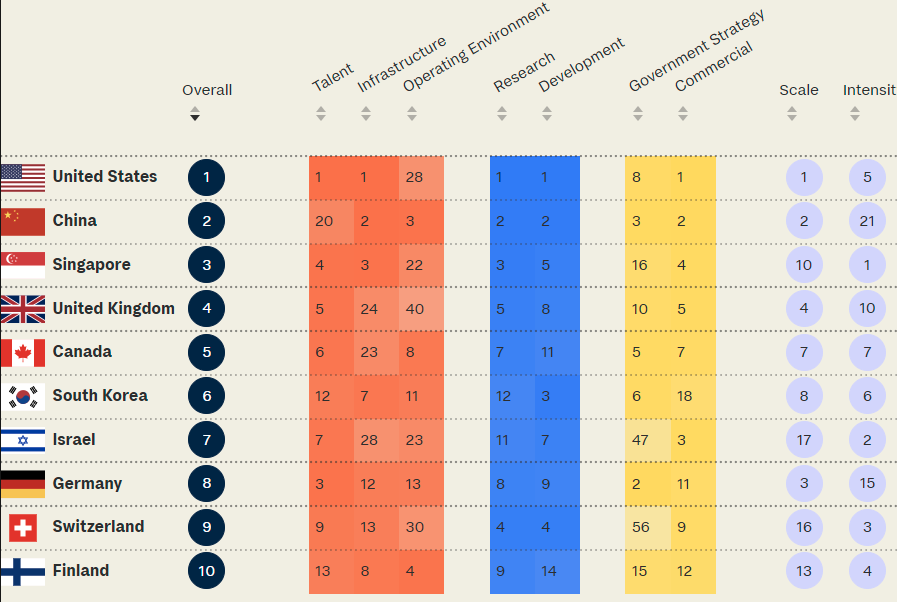 Overall Talent Infrastructure Operating Environment Research Development Government Strategy Commercial Scale Intensit
United States 1 1 1 28 1 1 8 1 1 5
China 2 20 2 3 2 2 3 2 2 21
Singapore 3 4 3 22 3 5 16 4 10 1
United Kingdom 4 5 24 40 5 8 10 5 4 10
Canada 5 6 23 8 7 11 5 7 7 7
South Korea 6 12 7 11 12 3 6 18 8 6
Israel 7 7 28 23 11 7 47 3 17 2
Germany 8 3 12 13 8 9 2 11 3 15
Switzerland 9 9 13 30 4 4 56 9 16 3
Finland 10 13 8 4 9 14 15 12 13 4